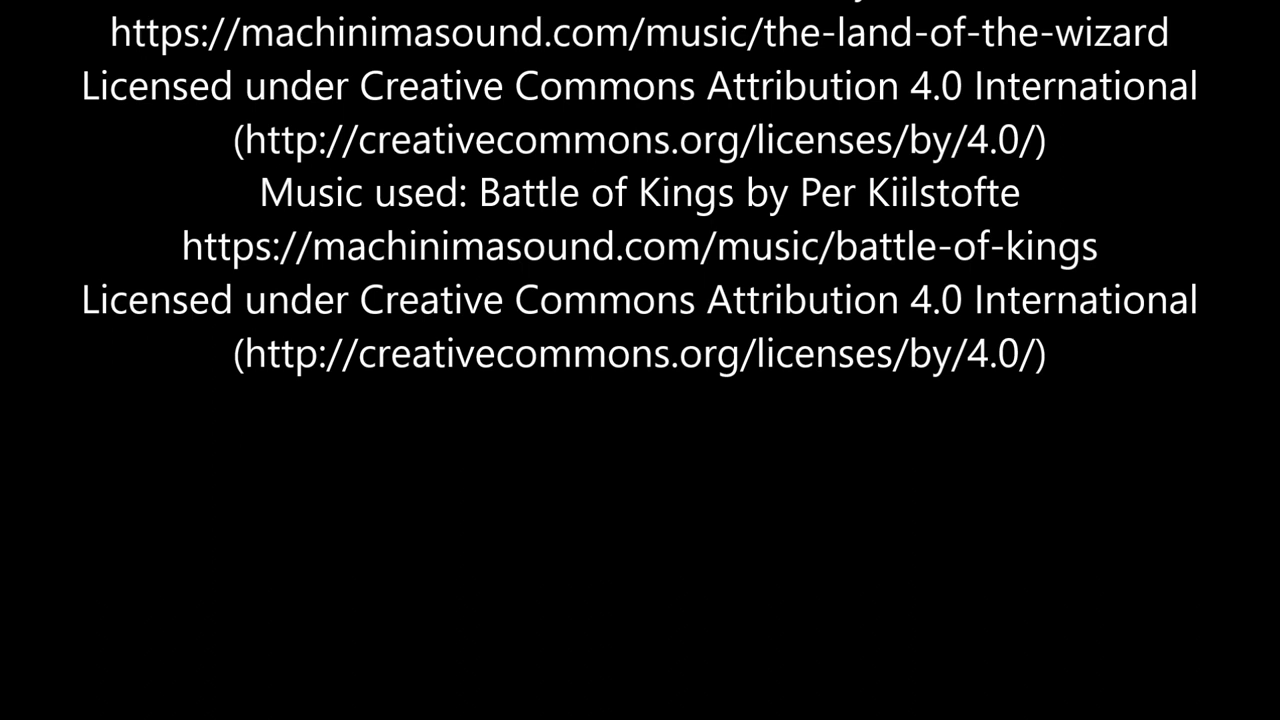 https://machinimasound.com/music/the-land-of-the-wizard
Licensed under Creative Commons Attribution 4.0 International
(http://creativecommons.org/licenses/by/4.0/)
Music used: Battle of Kings by Per Kiilstofte
https://machinimasound.com/music/battle-of-kings
Licensed under Creative Commons Attribution 4.0 International
(http://creativecommons.org/licenses/by/4.0/)